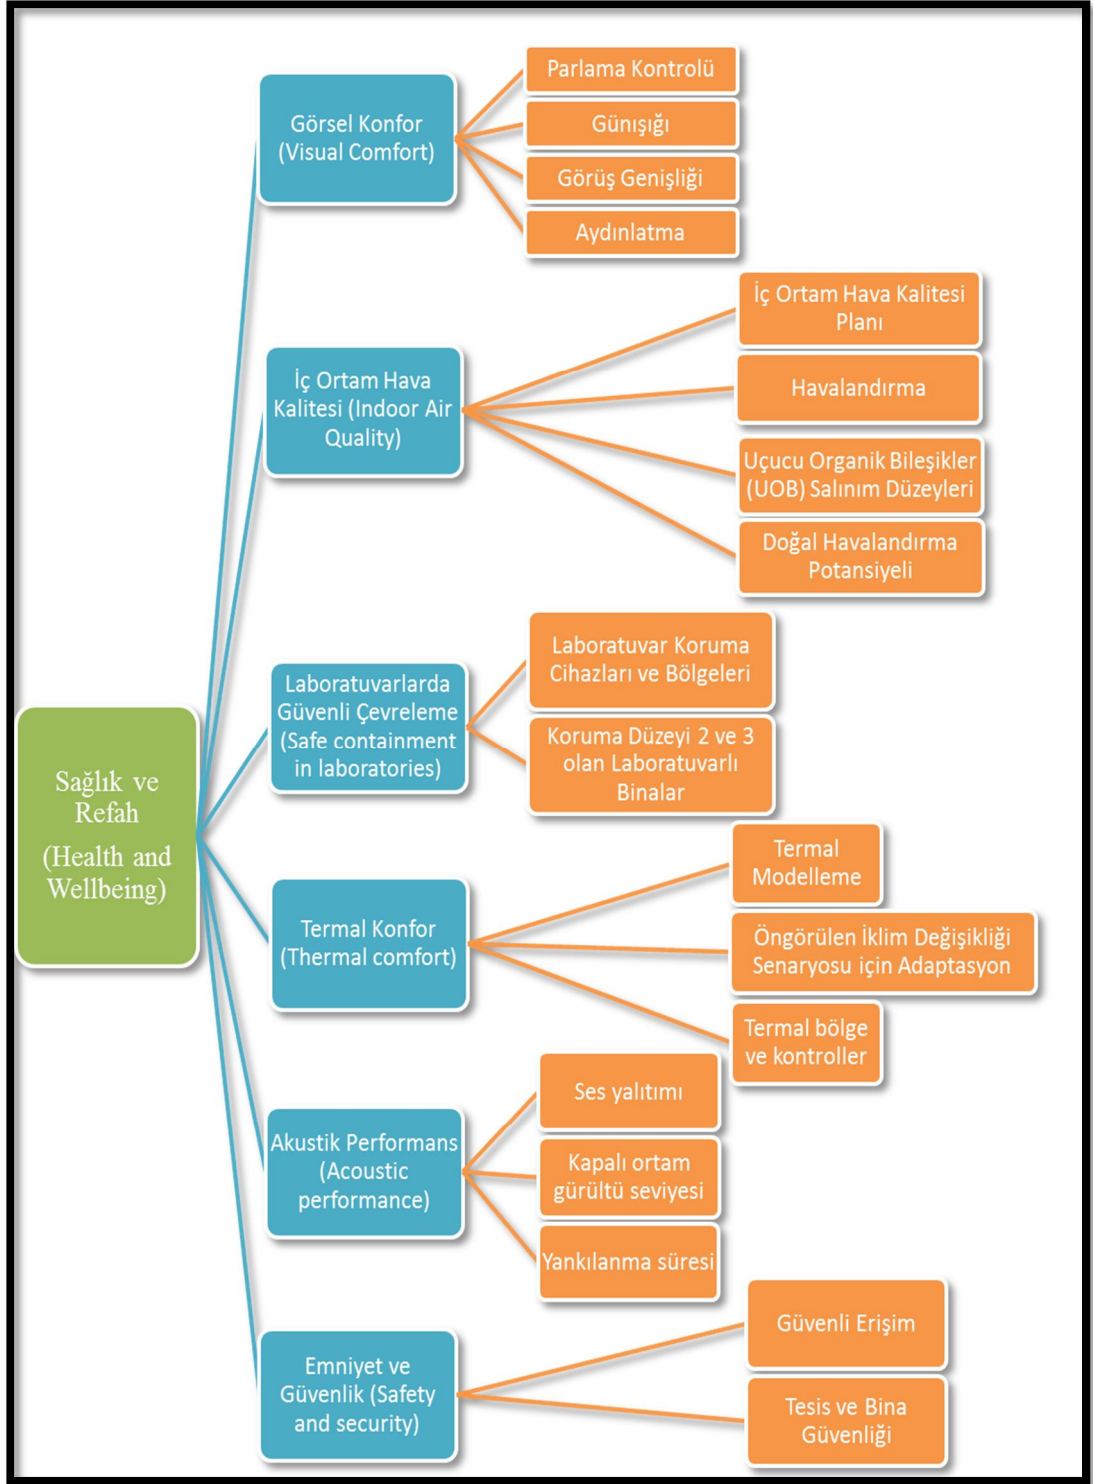 Sağlık ve
Refah
(Health and
Wellbeing)
Görsel Konfor
(Visual Comfort)
Parlama Kontrolü
Günışığı
Görüş Genişliği
Aydınlatma
İç Ortam Hava
Kalitesi (Indoor Air
Quality)
İç Ortam Hava Kalitesi
Planı
Havalandırma
Uçucu Organik Bileşikler
(UOB) Salınım Düzeyleri
Doğal Havalandırma
Potansiyeli
Laboratuvarlarda
Güvenli Çevreleme
(Safe containment
in laboratories)
Laboratuvar Koruma
Cihazları ve Bölgeleri
Koruma Düzeyi 2 ve 3
olan Laboratuvarlı
Binalar
Termal Konfor
(Thermal comfort)
Termal
Modelleme
Öngörülen İklim Değişikliği
Senaryosu için Adaptasyon
Termal bölge
ve kontroller
Akustik Performans
(Acoustic
performance)
Ses yalıtımı
Kapalı ortam
gürültü seviyesi
Yankılanma süresi
Emniyet ve
Güvenlik (Safety
and security)
Güvenli Erişim
Tesis ve Bina
Güvenliği